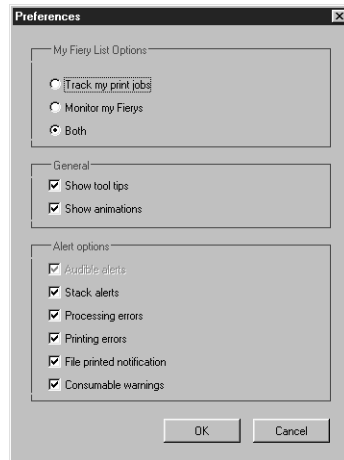 Preferences
My Fiery List Options
Track my print jobs
Monitor my Fierys
Both
General
Show tool tips
Show animations
Alert options
Audible alerts
Stack alerts
Processing errors
Printing errors
File printed notification
Consumable warnings
OK
Cancel